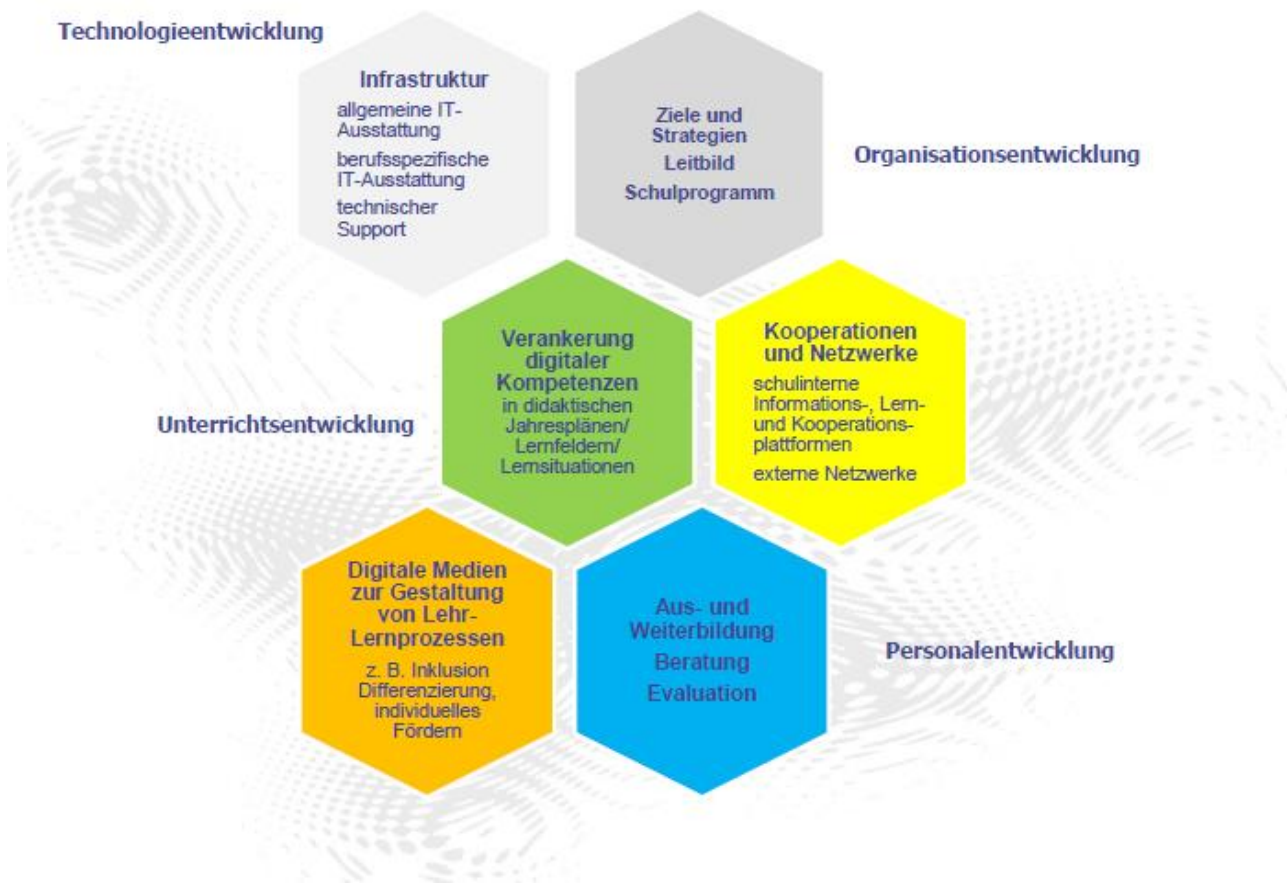 Technologieentwicklung
Infrastruktur
allgemeine IT-
Ausstattung
berufsspezifische
IT-Ausstattung
technischer
Support
Ziele und
Strategien
Leitbild
Schulprogramm
Organisationsentwicklung
Unterrichtsentwicklung
Verankerung
digitaler
Kompetenzen
in didaktischen
Jahresplänen/
Lernfeldern/
Lernsituationen
Kooperationen
und Netzwerke
schulinterne
Informations-, Lern-
und Kooperations-
plattformen
externe Netzwerke
Digitale Medien
zur Gestaltung
von Lehr-
Lernprozessen
z. B. Inklusion
Differenzierung,
individuelles
Fördern
Aus- und
Weiterbildung
Beratung
Evaluation
Personalentwicklung